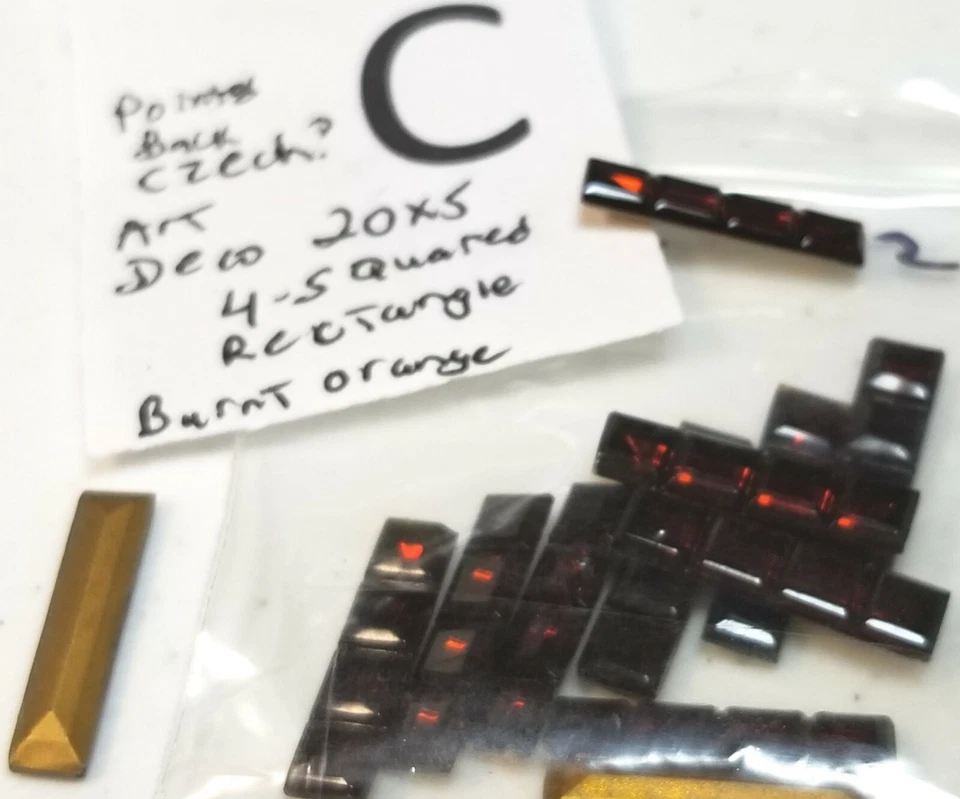 C
Pointed
Back
Czech?
Art
Deco 20x5
4-Squared
Rectangle
Burnt orange
2